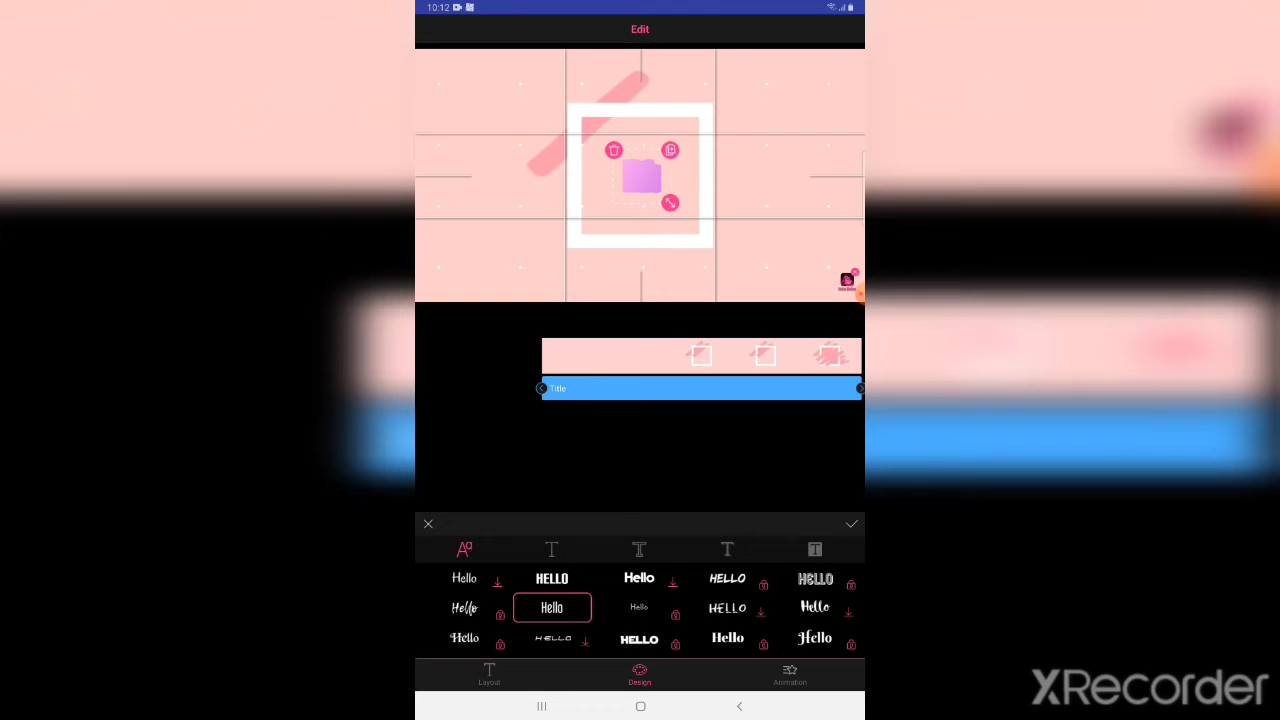 10:12
Edit
Title
Hello HELLO Hello HELLO HELLO
Hello Hello Hello HELLO Hello
Hello HELLO HELLO Hello Hello
Layout Design Animation
XRecorder